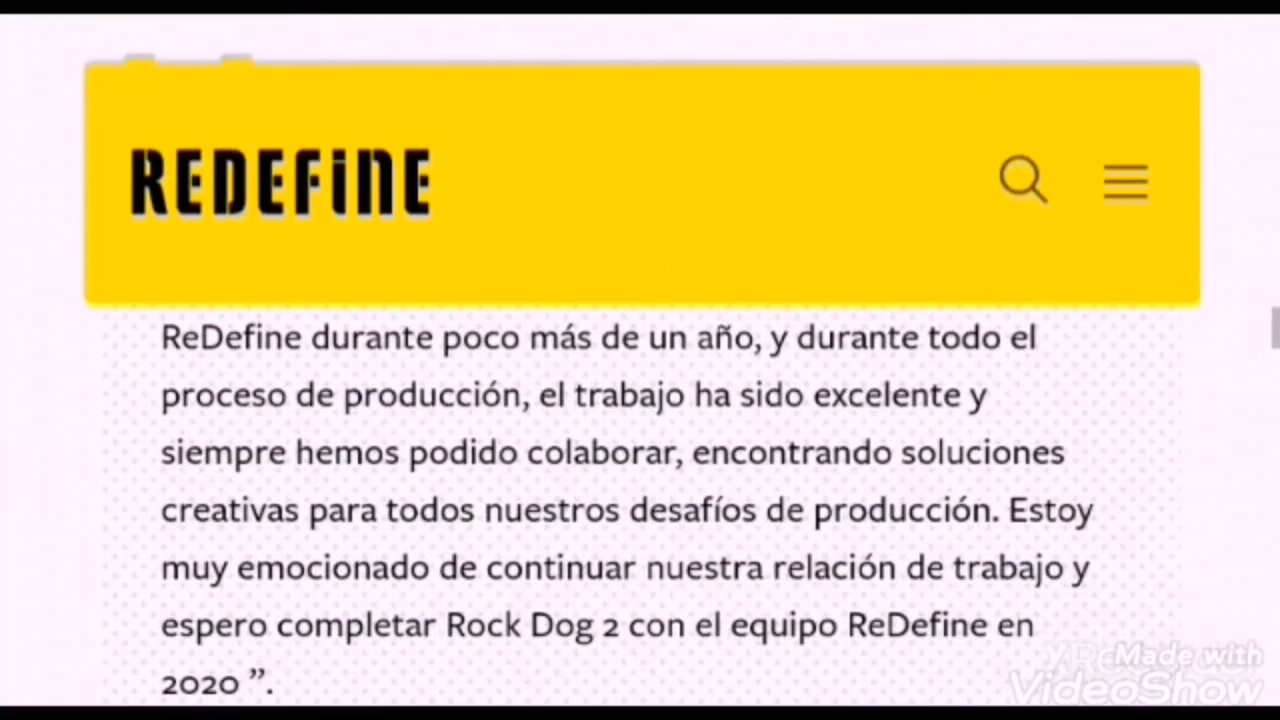 REDEFINE
ReDefine durante poco más de un año, y durante todo el
proceso de producción, el trabajo ha sido excelente y
siempre hemos podido colaborar, encontrando soluciones
creativas para todos nuestros desafíos de producción. Estoy
muy emocionado de continuar nuestra relación de trabajo y
espero completar Rock Dog 2 con el equipo ReDefine en
2020 ”.
Made with
VideoShow